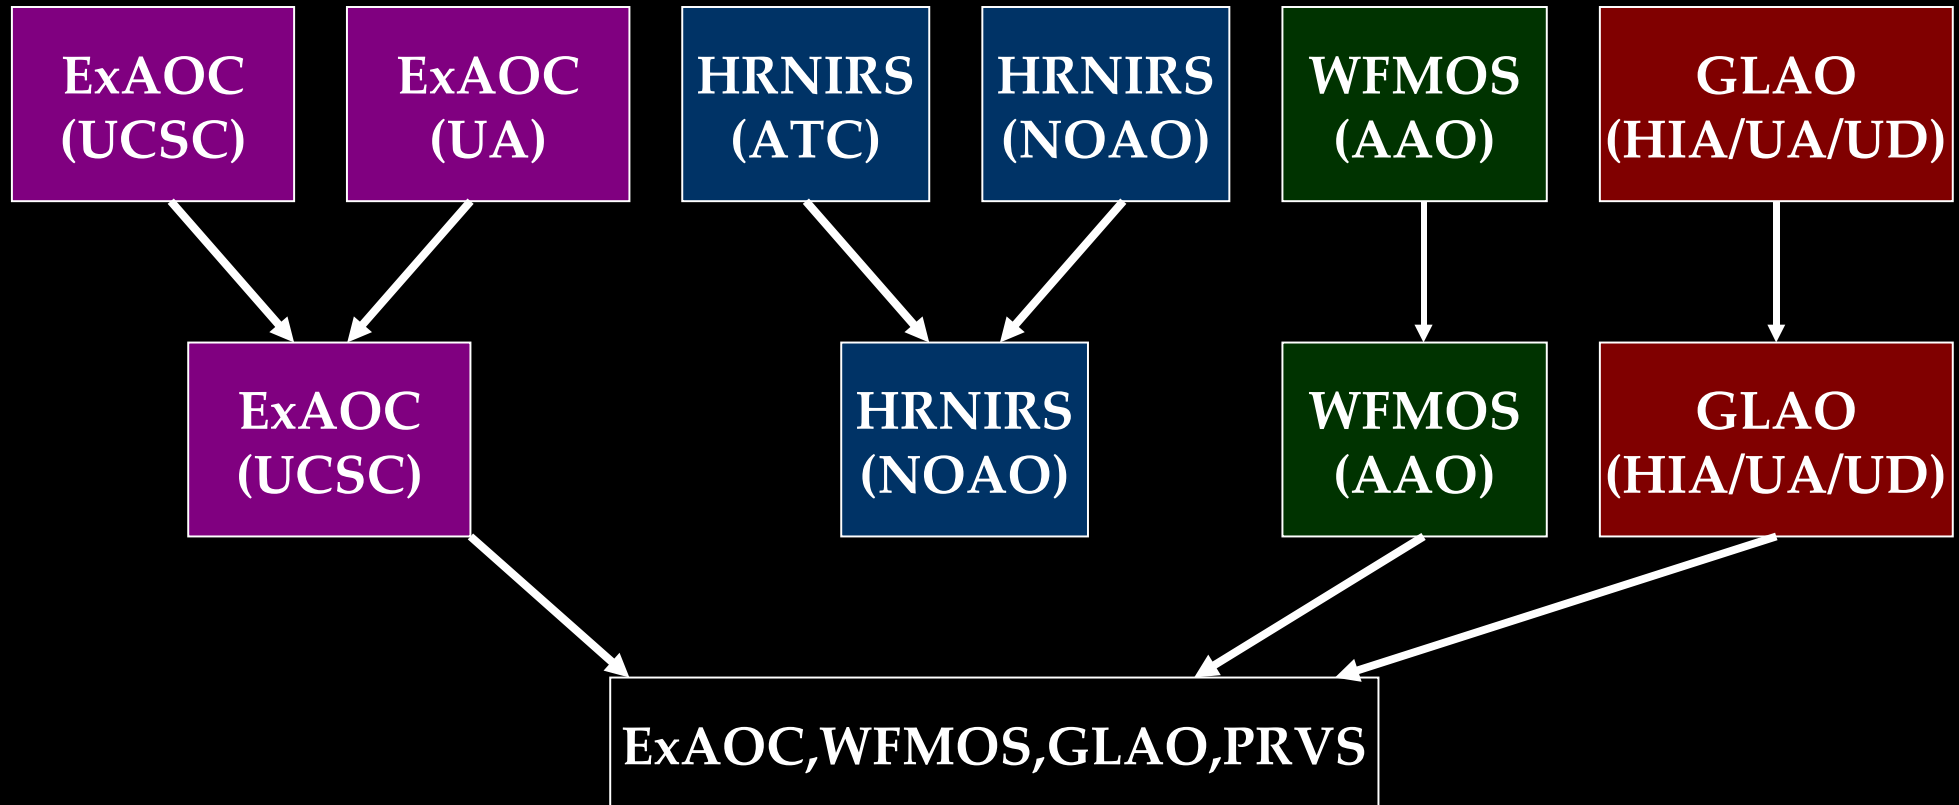 ExAOC
(UCSC)
ExAOC
(UA)
HRNIRS
(ATC)
HRNIRS
(NOAO)
WFMOS
(AAO)
GLAO
(HIA/UA/UD)
ExAOC
(UCSC)
HRNIRS
(NOAO)
WFMOS
(AAO)
GLAO
(HIA/UA/UD)
ExAOC,WFMOS,GLAO,PRVS